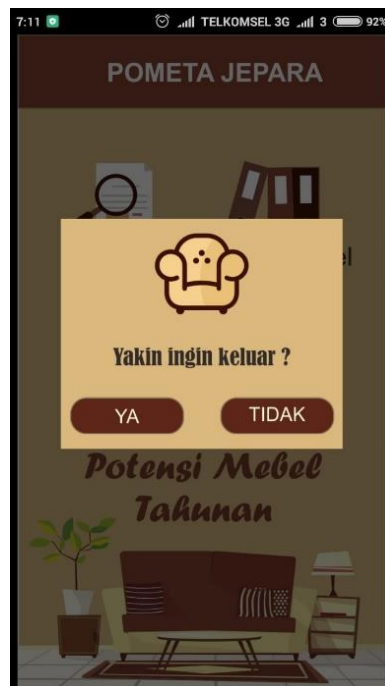 7:11 TELKOMSEL 3G 3 92%
POMETA JEPARA
Yakin ingin keluar ?
YA TIDAK
Potensi Mebel
Tahunan